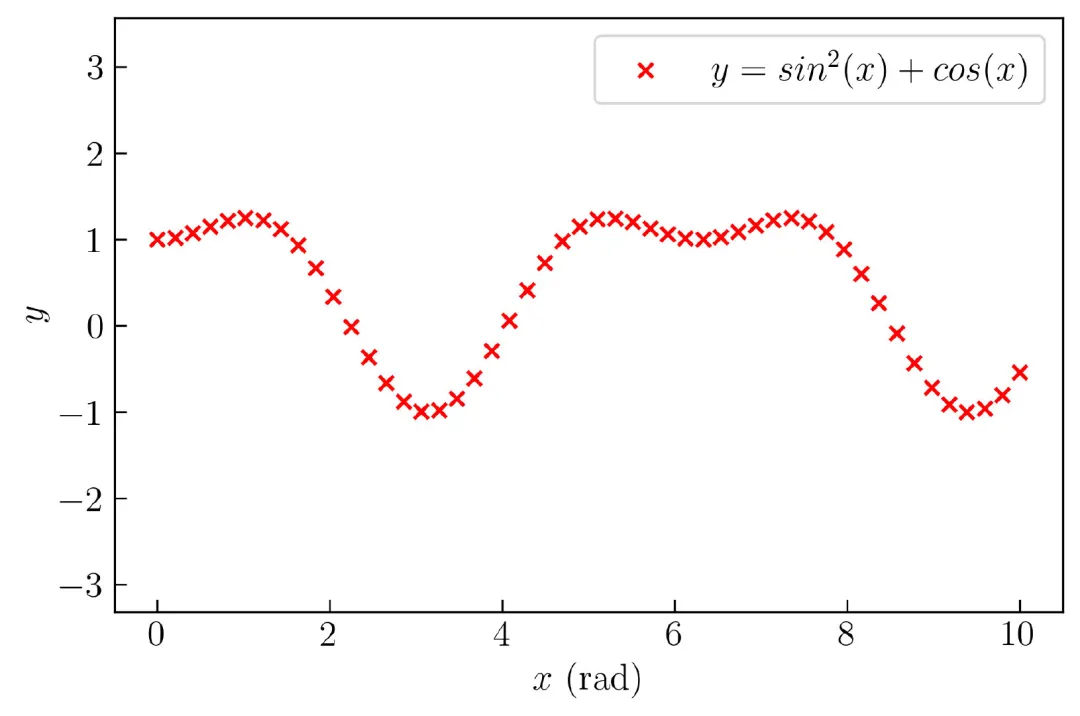 y = sin²(x) + cos(x)
3
2
1
0
−1
−2
−3
y
0 2 4 6 8 10
x (rad)